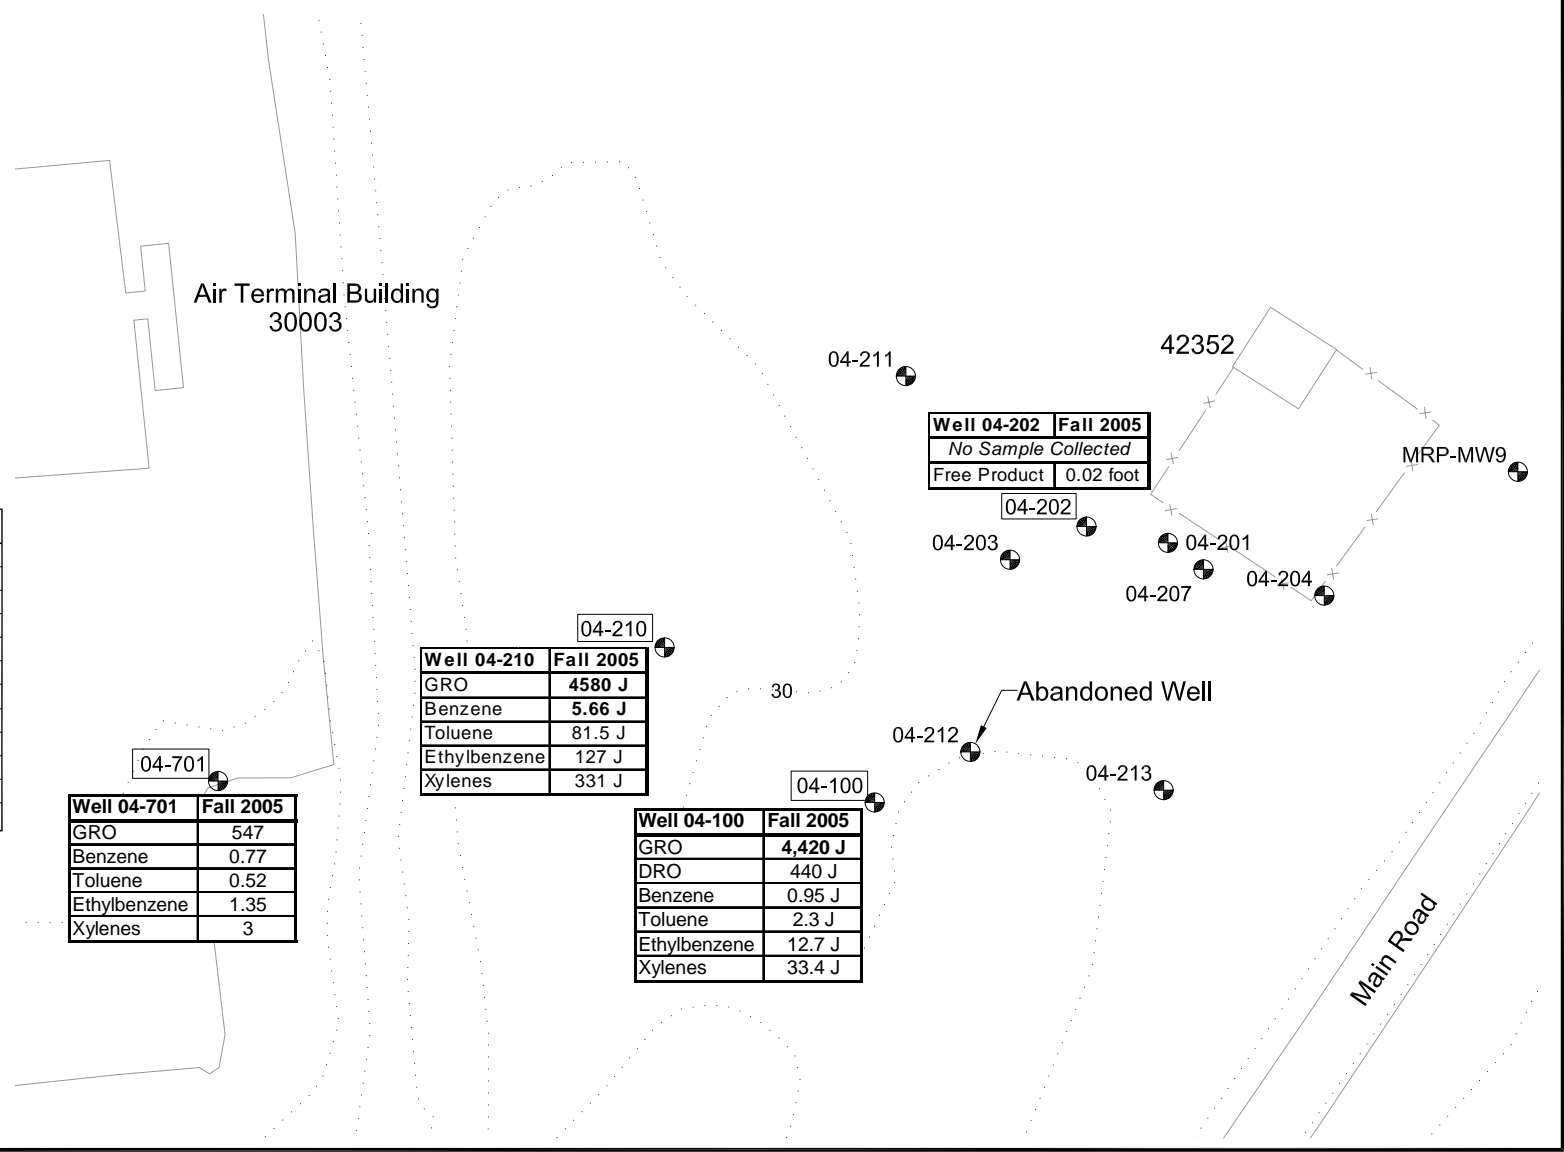 Air Terminal Building
30003
04-211
42352
Well 04-202 Fall 2005
No Sample Collected
Free Product 0.02 foot
MRP-MW9
04-202
04-203
04-201
04-207
04-204
04-210
Well 04-210 Fall 2005
GRO 4580 J
Benzene 5.66 J
Toluene 81.5 J
Ethylbenzene 127 J
Xylenes 331 J
30
Abandoned Well
04-212
04-213
04-701
Well 04-701 Fall 2005
GRO 547
Benzene 0.77
Toluene 0.52
Ethylbenzene 1.35
Xylenes 3
04-100
Well 04-100 Fall 2005
GRO 4,420 J
DRO 440 J
Benzene 0.95 J
Toluene 2.3 J
Ethylbenzene 12.7 J
Xylenes 33.4 J
Main Road